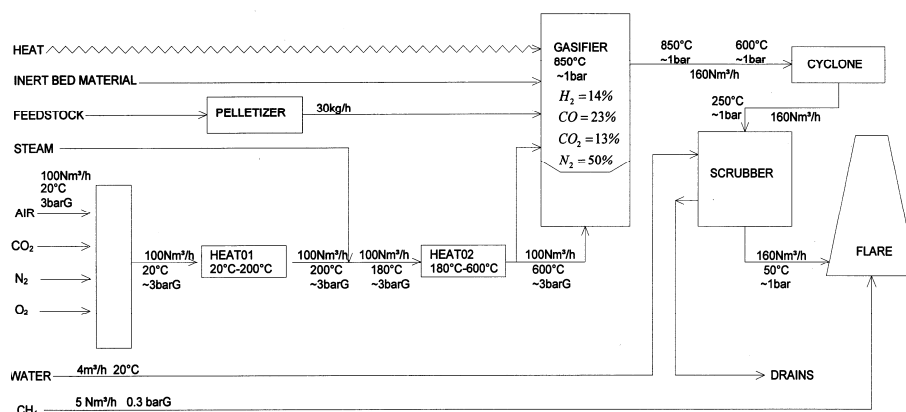 HEAT
INERT BED MATERIAL
FEEDSTOCK
PELLETIZER
30kg/h
STEAM
100Nm³/h
20°C
3barG
AIR
CO₂
N₂
O₂
100Nm³/h
20°C
~3barG
HEAT01
20°C-200°C
100Nm³/h
200°C
~3barG
100Nm³/h
180°C
~3barG
HEAT02
180°C-600°C
100Nm³/h
600°C
~3barG
GASIFIER
850°C
~1bar
H₂ = 14%
CO = 23%
CO₂ = 13%
N₂ = 50%
850°C
~1bar
600°C
~1bar
160Nm³/h
CYCLONE
250°C
~1bar
160Nm³/h
SCRUBBER
160Nm³/h
50°C
~1bar
FLARE
WATER
4m³/h 20°C
DRAINS
5 Nm³/h 0.3 barG